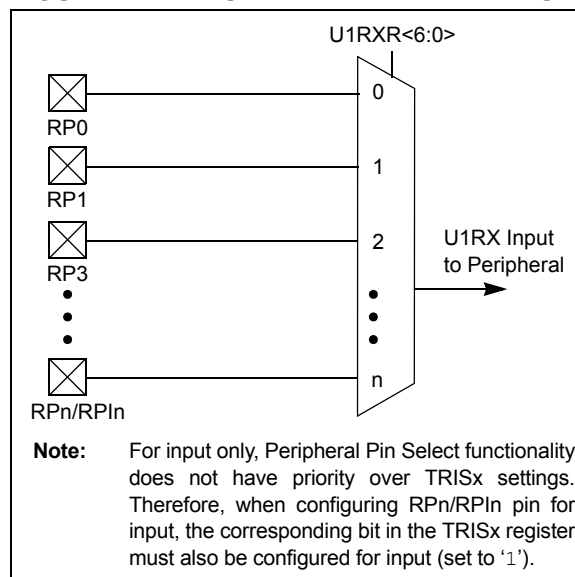 U1RXR<6:0>
0
RP0
1
RP1
2
RP3
U1RX Input
to Peripheral
n
RPn/RPIn
Note: For input only, Peripheral Pin Select functionality
does not have priority over TRISx settings.
Therefore, when configuring RPn/RPIn pin for
input, the corresponding bit in the TRISx register
must also be configured for input (set to ‘1’).